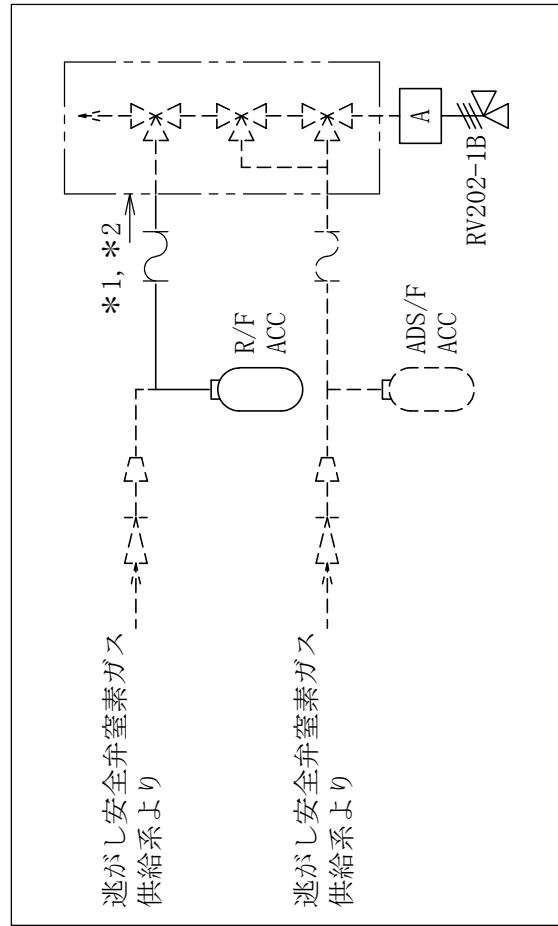 逃がし安全弁窒素ガス
供給系より
*1, *2
R/F
ACC
逃がし安全弁窒素ガス
供給系より
ADS/F
ACC
A
RV202-1B